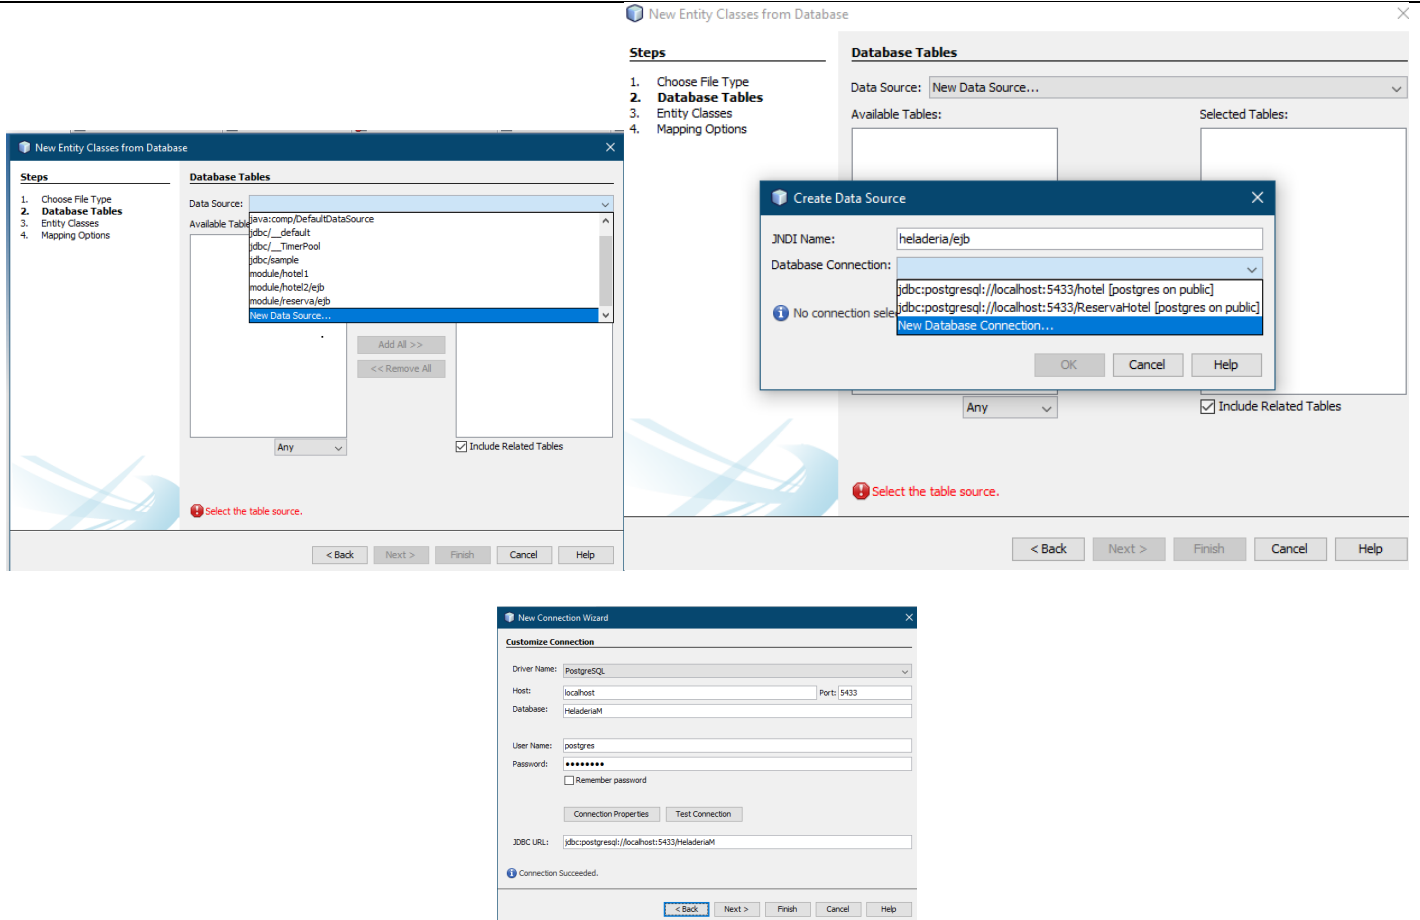 New Entity Classes from Database
Steps
1. Choose File Type
2. Database Tables
3. Entity Classes
4. Mapping Options
Database Tables
Data Source:
Available Table
java:comp/DefaultDataSource
jdbc/__default
jdbc/__TimerPool
jdbc/sample
module/hotel1
module/hotel2/ejb
module/reserva/ejb
New Data Source...
Add All >>
<< Remove All
Any
Include Related Tables
Select the table source.
< Back Next > Finish Cancel Help
New Entity Classes from Database
Steps
1. Choose File Type
2. Database Tables
3. Entity Classes
4. Mapping Options
Database Tables
Data Source: New Data Source...
Available Tables: Selected Tables:
Create Data Source
JNDI Name: heladeria/ejb
Database Connection:
jdbc:postgresql://localhost:5433/hotel [postgres on public]
No connection sele jdbc:postgresql://localhost:5433/ReservaHotel [postgres on public]
New Database Connection...
OK Cancel Help
Any Include Related Tables
Select the table source.
< Back Next > Finish Cancel Help
New Connection Wizard
Customize Connection
Driver Name: PostgreSQL
Host: localhost Port: 5433
Database: HeladeriaM
User Name: postgres
Password: ●●●●●●●●
Remember password
Connection Properties Test Connection
JDBC URL: jdbc:postgresql://localhost:5433/HeladeriaM
Connection Succeeded.
< Back Next > Finish Cancel Help